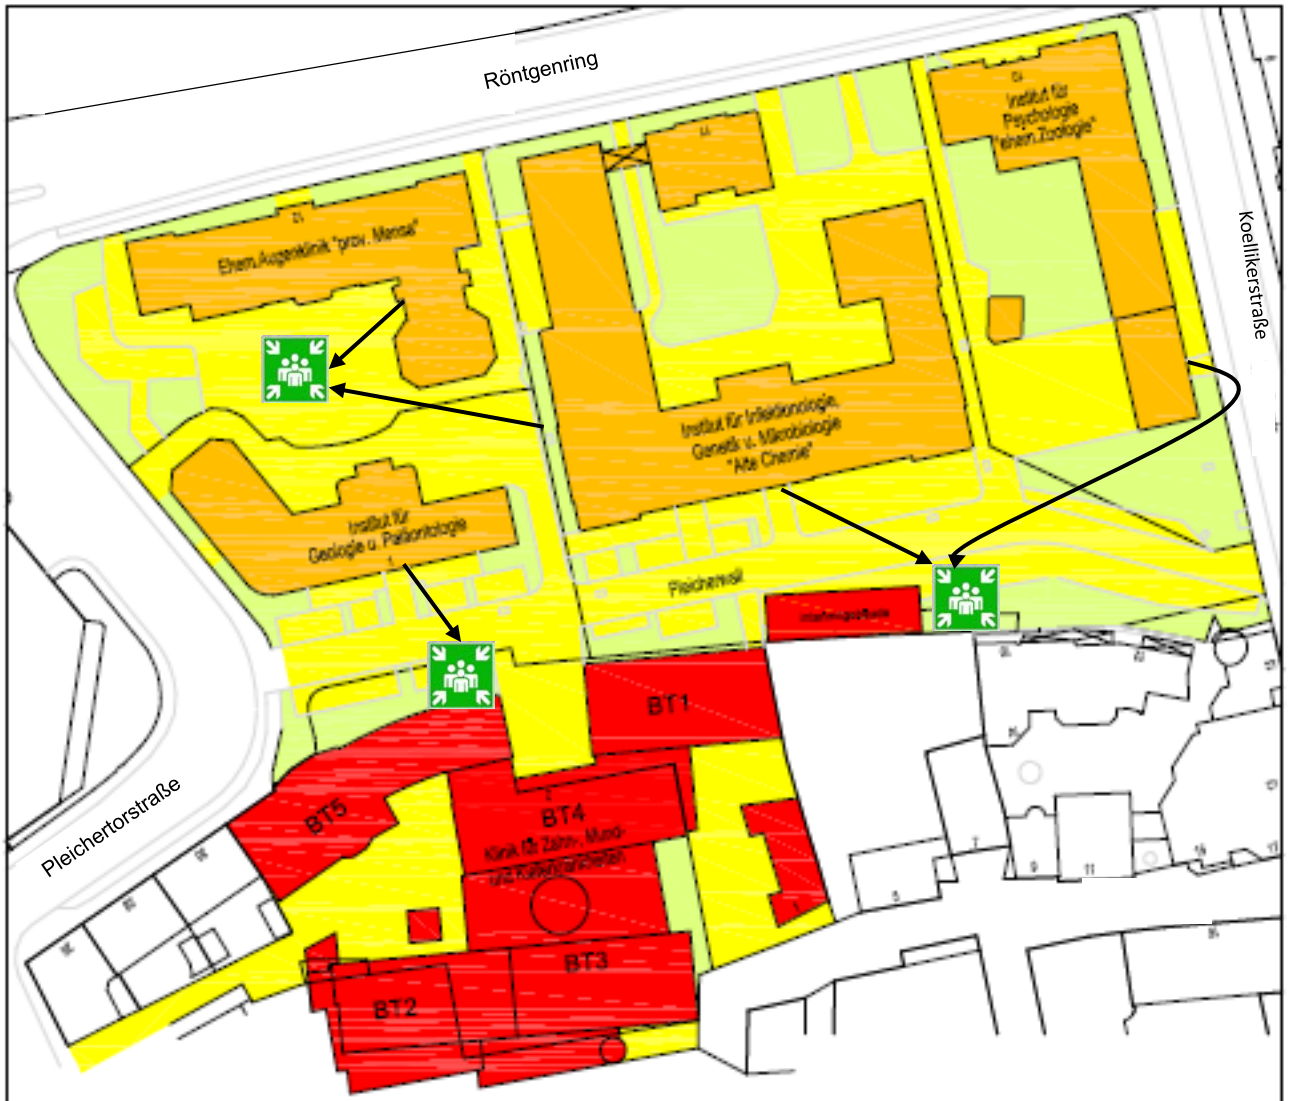 Röntgenring
Institut für
Psychologie
"ehem.Zoologie"
Koellikerstraße
Ehem.Augenklinik "prov. Mensa"
Institut für Infektionologie,
Genetik u. Mikrobiologie
"Alte Chemie"
Institut für
Geologie u. Paläontologie
Pleicherwall
BT1
BT5
BT4
Klinik für Zahn-, Mund-
und Kieferkrankheiten
BT3
BT2
Pleichertorstraße